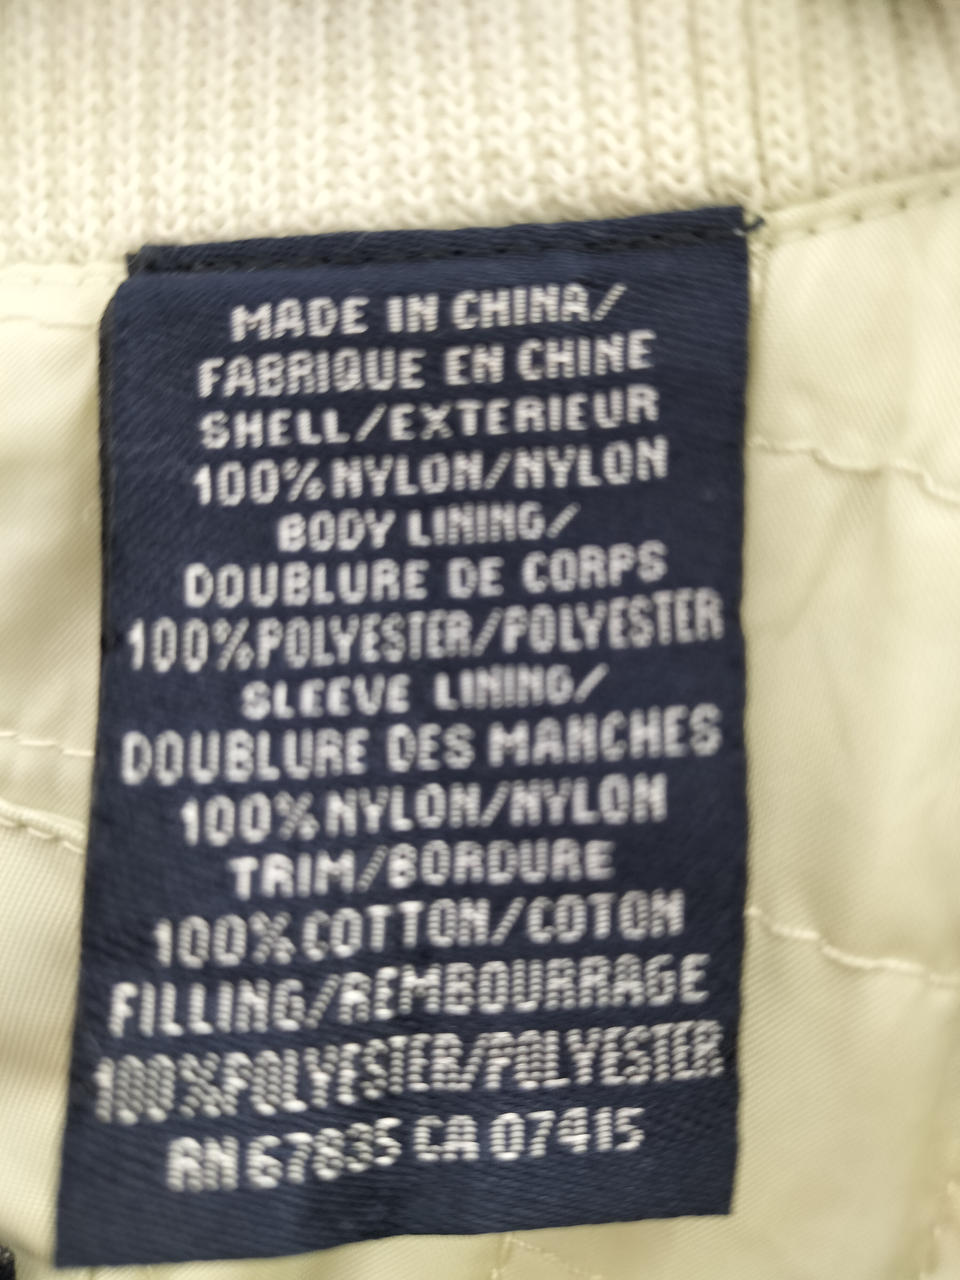 MADE IN CHINA/
FABRIQUE EN CHINE
SHELL/EXTERIEUR
100% NYLON/NYLON
BODY LINING/
DOUBLURE DE CORPS
100% POLYESTER/POLYESTER
SLEEVE LINING/
DOUBLURE DES MANCHES
100% NYLON/NYLON
TRIM/BORDURE
100% COTTON/COTON
FILLING/REMBOURRAGE
100% POLYESTER/POLYESTER
RN 67835 CA 07415